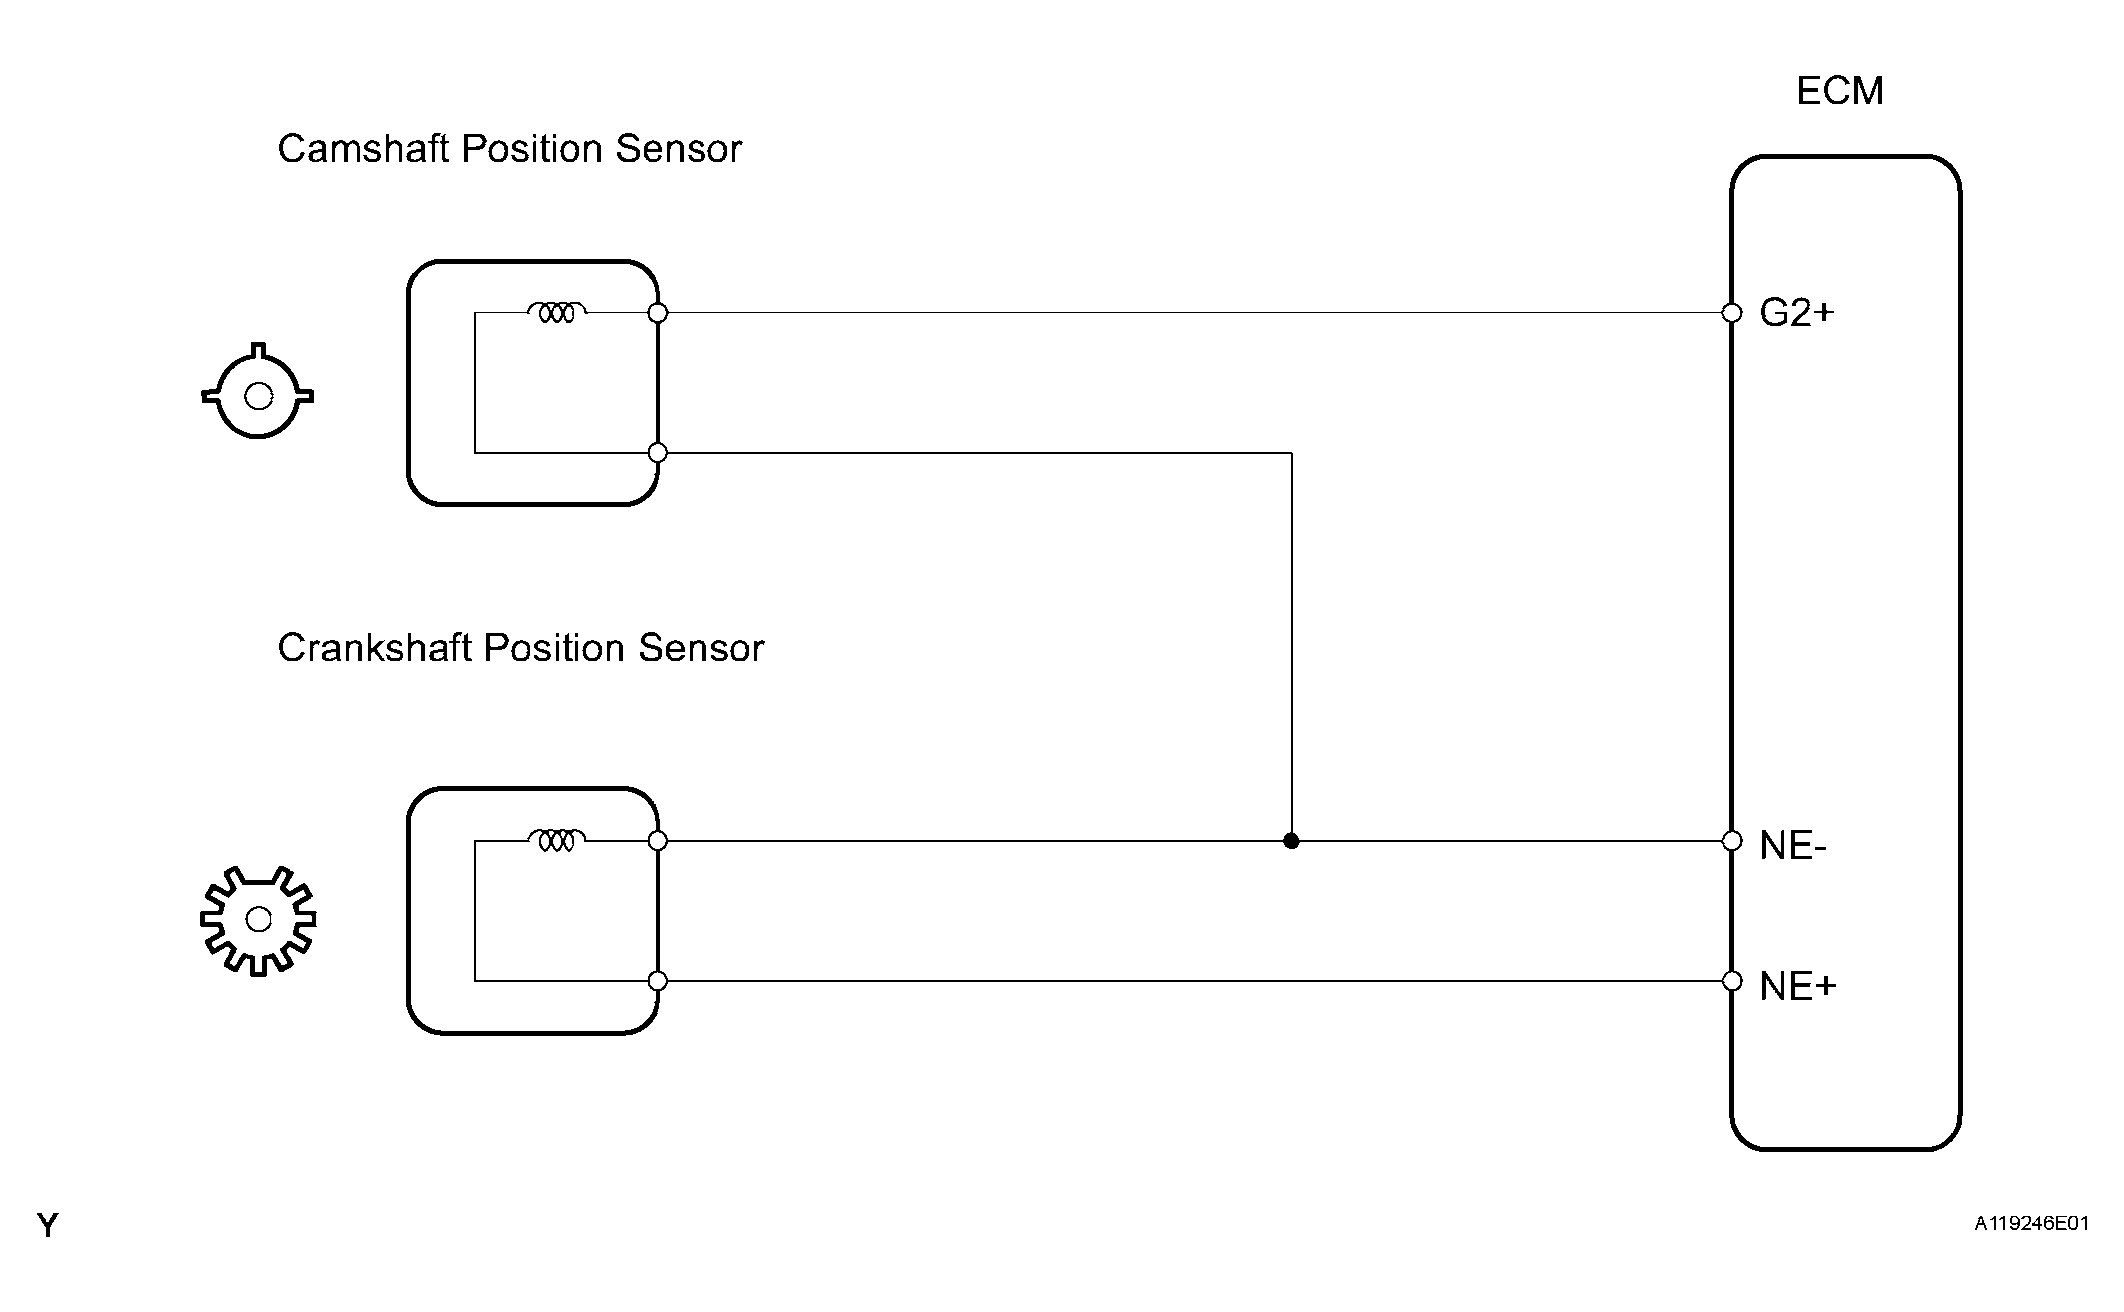 ECM
Camshaft Position Sensor
G2+
Crankshaft Position Sensor
NE-
NE+
Y
A119246E01